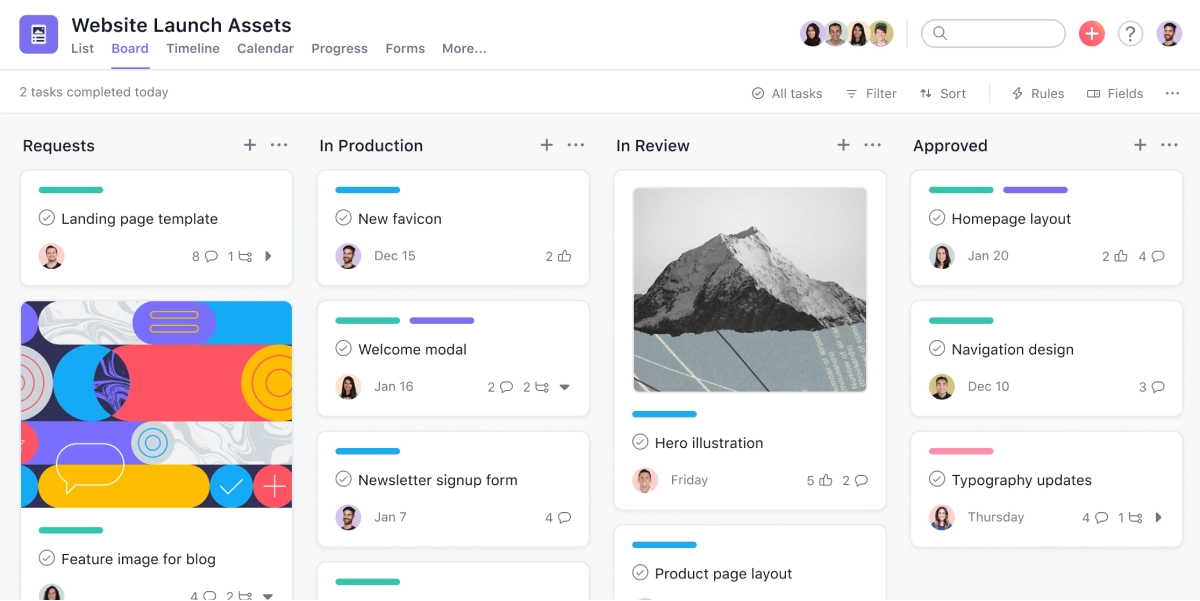 Website Launch Assets
List Board Timeline Calendar Progress Forms More...
?
2 tasks completed today
All tasks Filter Sort Rules Fields ...
Requests
Landing page template
8 1
Feature image for blog
4 2
In Production
New favicon
Dec 15 2
Welcome modal
Jan 16 2 2
Newsletter signup form
Jan 7 4
In Review
Hero illustration
Friday 5 2
Product page layout
Approved
Homepage layout
Jan 20 2 4
Navigation design
Dec 10 3
Typography updates
Thursday 4 1